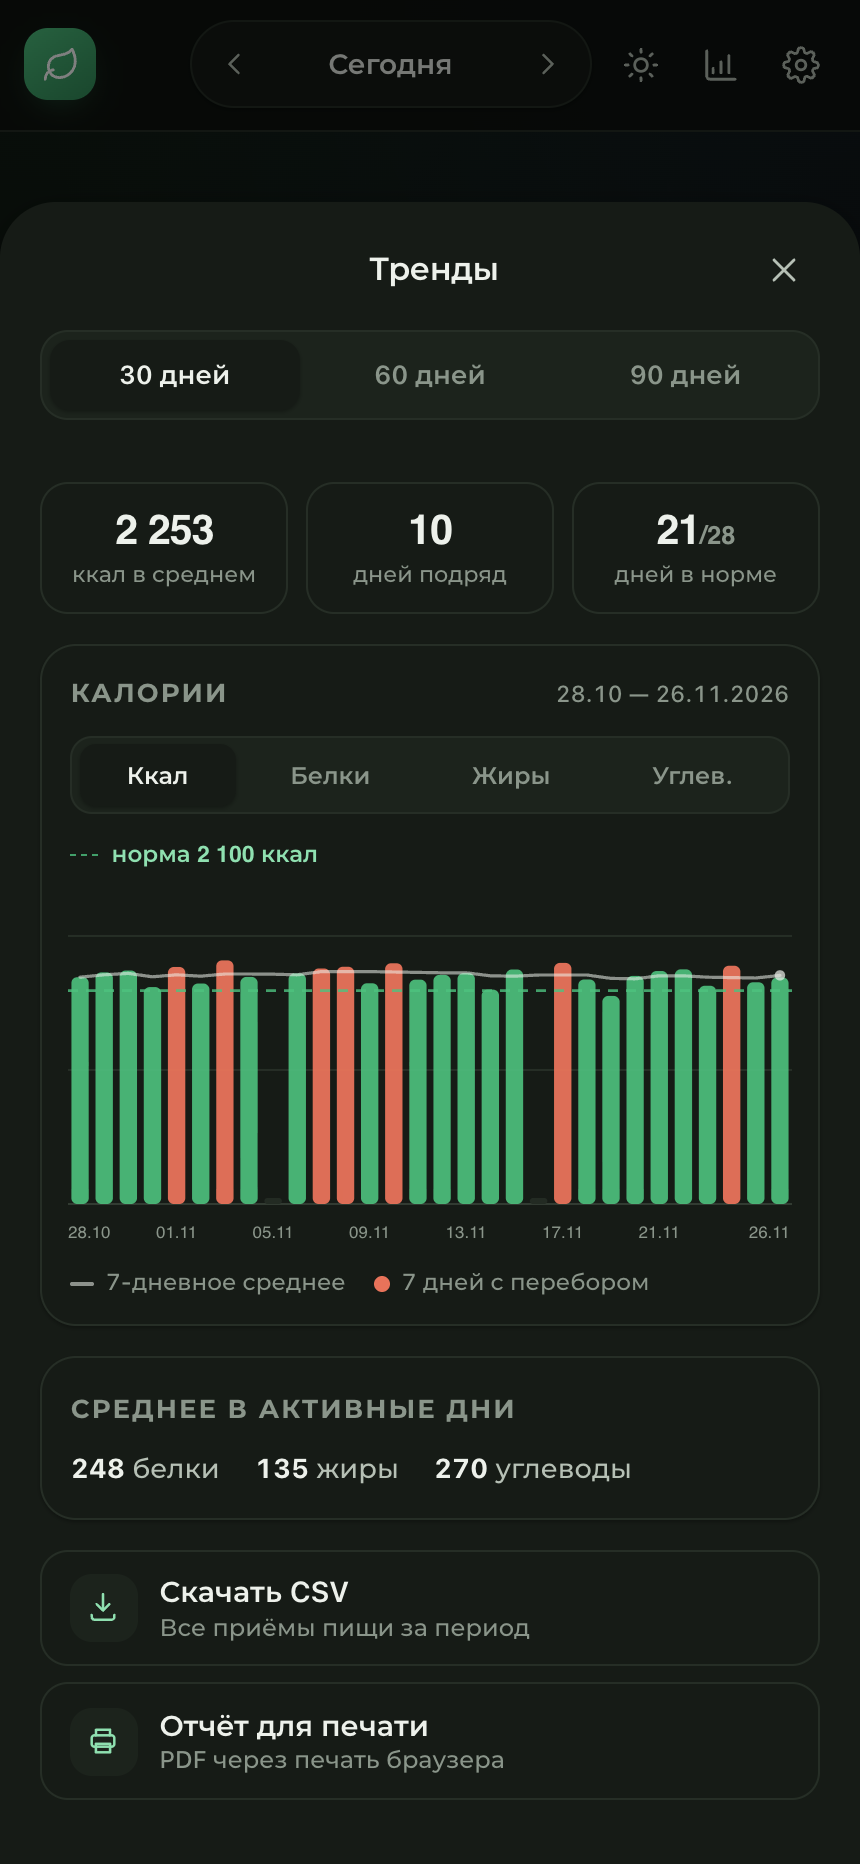 Сегодня
Тренды
30 дней 60 дней 90 дней
2 253 10 21/28
ккал в среднем дней подряд дней в норме
КАЛОРИИ 28.10 — 26.11.2026
Ккал Белки Жиры Углев.
норма 2 100 ккал
28.10 01.11 05.11 09.11 13.11 17.11 21.11 26.11
7-дневное среднее 7 дней с перебором
СРЕДНЕЕ В АКТИВНЫЕ ДНИ
248 белки 135 жиры 270 углеводы
Скачать CSV
Все приёмы пищи за период
Отчёт для печати
PDF через печать браузера